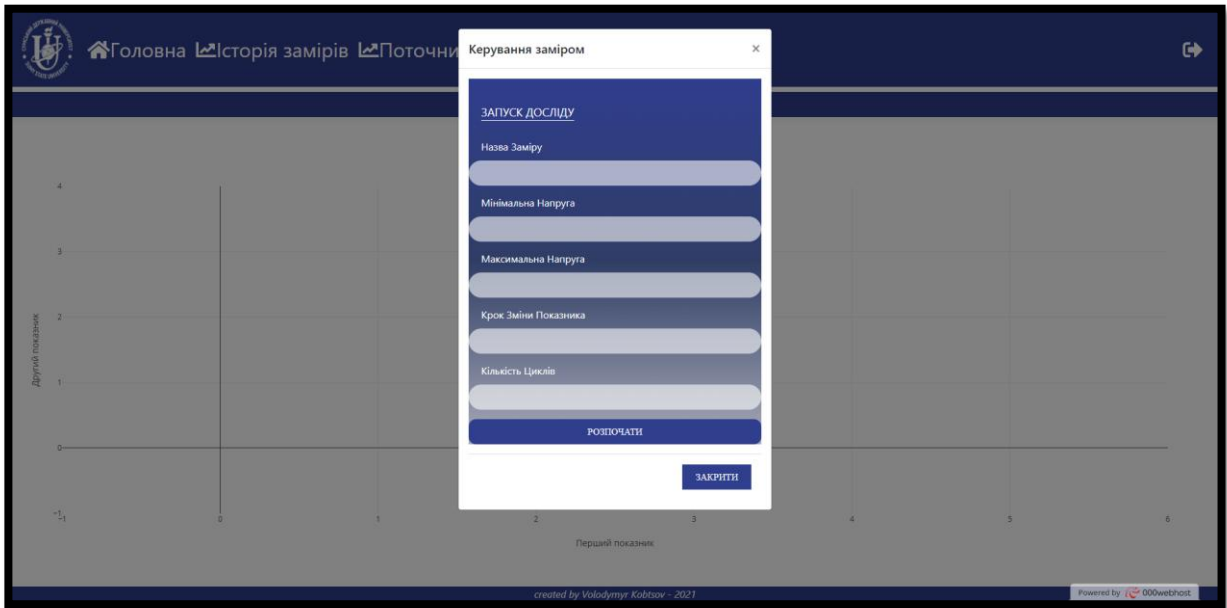 Головна Історія замірів Поточни
Керування заміром ×
ЗАПУСК ДОСЛІДУ
Назва Заміру
Мінімальна Напруга
Максимальна Напруга
Крок Зміни Показника
Кількість Циклів
РОЗПОЧАТИ
ЗАКРИТИ
4
3
2
1
0
−1
Другий показник
−1 0 1 2 3 4 5 6
Перший показник
created by Volodymyr Kobtsov - 2021
Powered by 000webhost